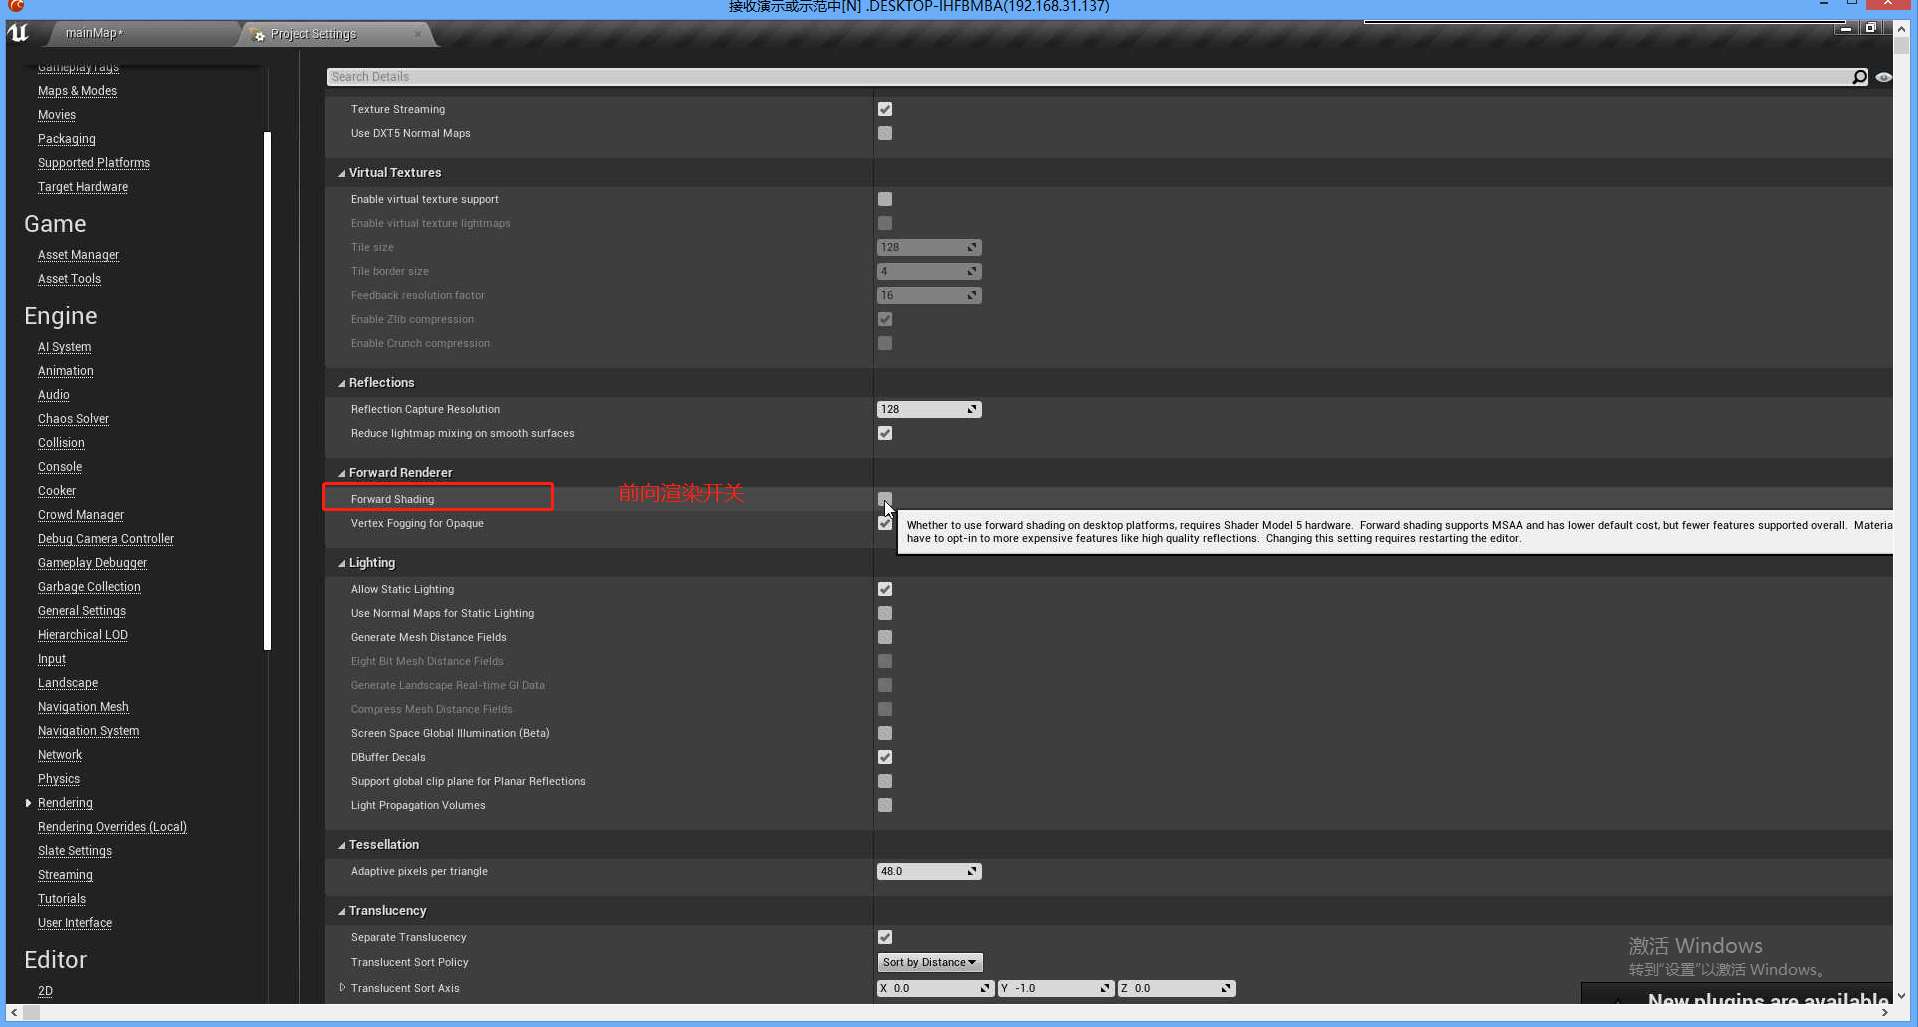 接收演示或示范中[N] .DESKTOP-IHFBMBA(192.168.31.137)
mainMap*
Project Settings
Search Details
GameplayTags
Maps & Modes
Movies
Packaging
Supported Platforms
Target Hardware
Game
Asset Manager
Asset Tools
Engine
AI System
Animation
Audio
Chaos Solver
Collision
Console
Cooker
Crowd Manager
Debug Camera Controller
Gameplay Debugger
Garbage Collection
General Settings
Hierarchical LOD
Input
Landscape
Navigation Mesh
Navigation System
Network
Physics
Rendering
Rendering Overrides (Local)
Slate Settings
Streaming
Tutorials
User Interface
Editor
2D
Texture Streaming
Use DXT5 Normal Maps
Virtual Textures
Enable virtual texture support
Enable virtual texture lightmaps
Tile size 128
Tile border size 4
Feedback resolution factor 16
Enable Zlib compression
Enable Crunch compression
Reflections
Reflection Capture Resolution 128
Reduce lightmap mixing on smooth surfaces
Forward Renderer
Forward Shading 前向渲染开关
Vertex Fogging for Opaque
Whether to use forward shading on desktop platforms, requires Shader Model 5 hardware. Forward shading supports MSAA and has lower default cost, but fewer features supported overall. Materia
have to opt-in to more expensive features like high quality reflections. Changing this setting requires restarting the editor.
Lighting
Allow Static Lighting
Use Normal Maps for Static Lighting
Generate Mesh Distance Fields
Eight Bit Mesh Distance Fields
Generate Landscape Real-time GI Data
Compress Mesh Distance Fields
Screen Space Global Illumination (Beta)
DBuffer Decals
Support global clip plane for Planar Reflections
Light Propagation Volumes
Tessellation
Adaptive pixels per triangle 48.0
Translucency
Separate Translucency
Translucent Sort Policy Sort by Distance
Translucent Sort Axis X 0.0 Y -1.0 Z 0.0
激活 Windows
转到"设置"以激活 Windows。
New plugins are available